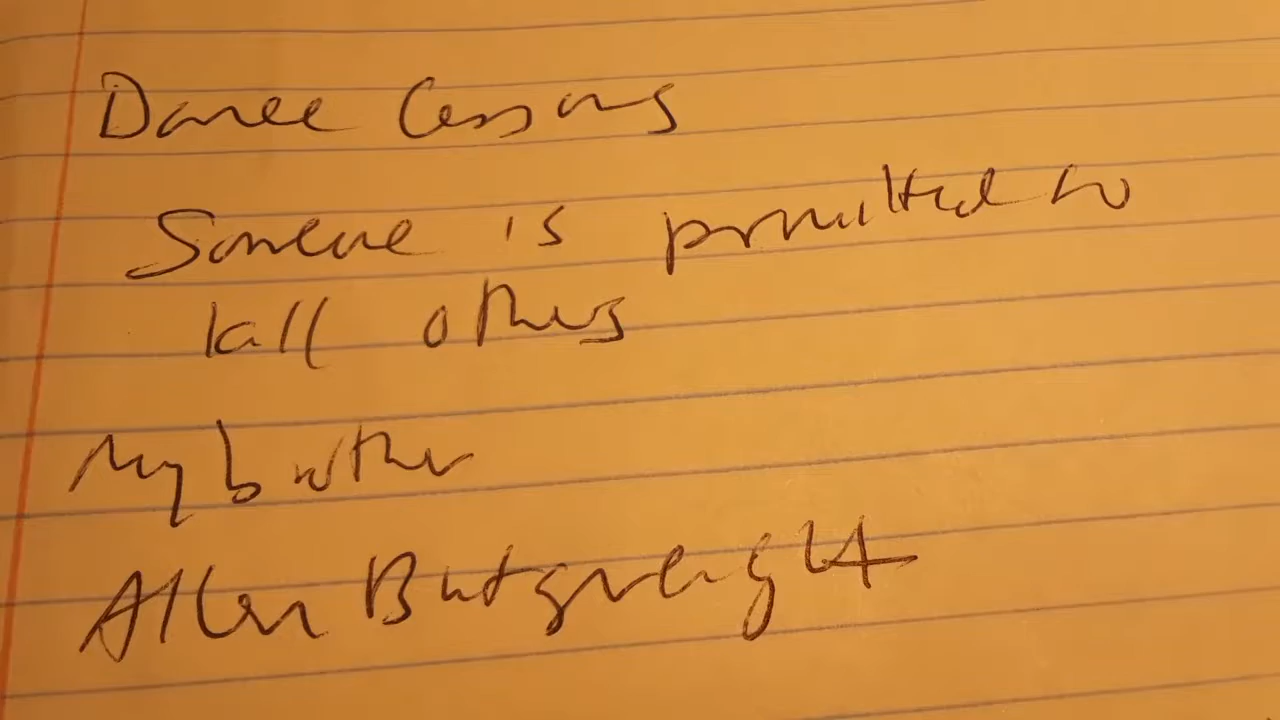 Dance Lessons
Someone is permitted to
kill others
My brother
Allen